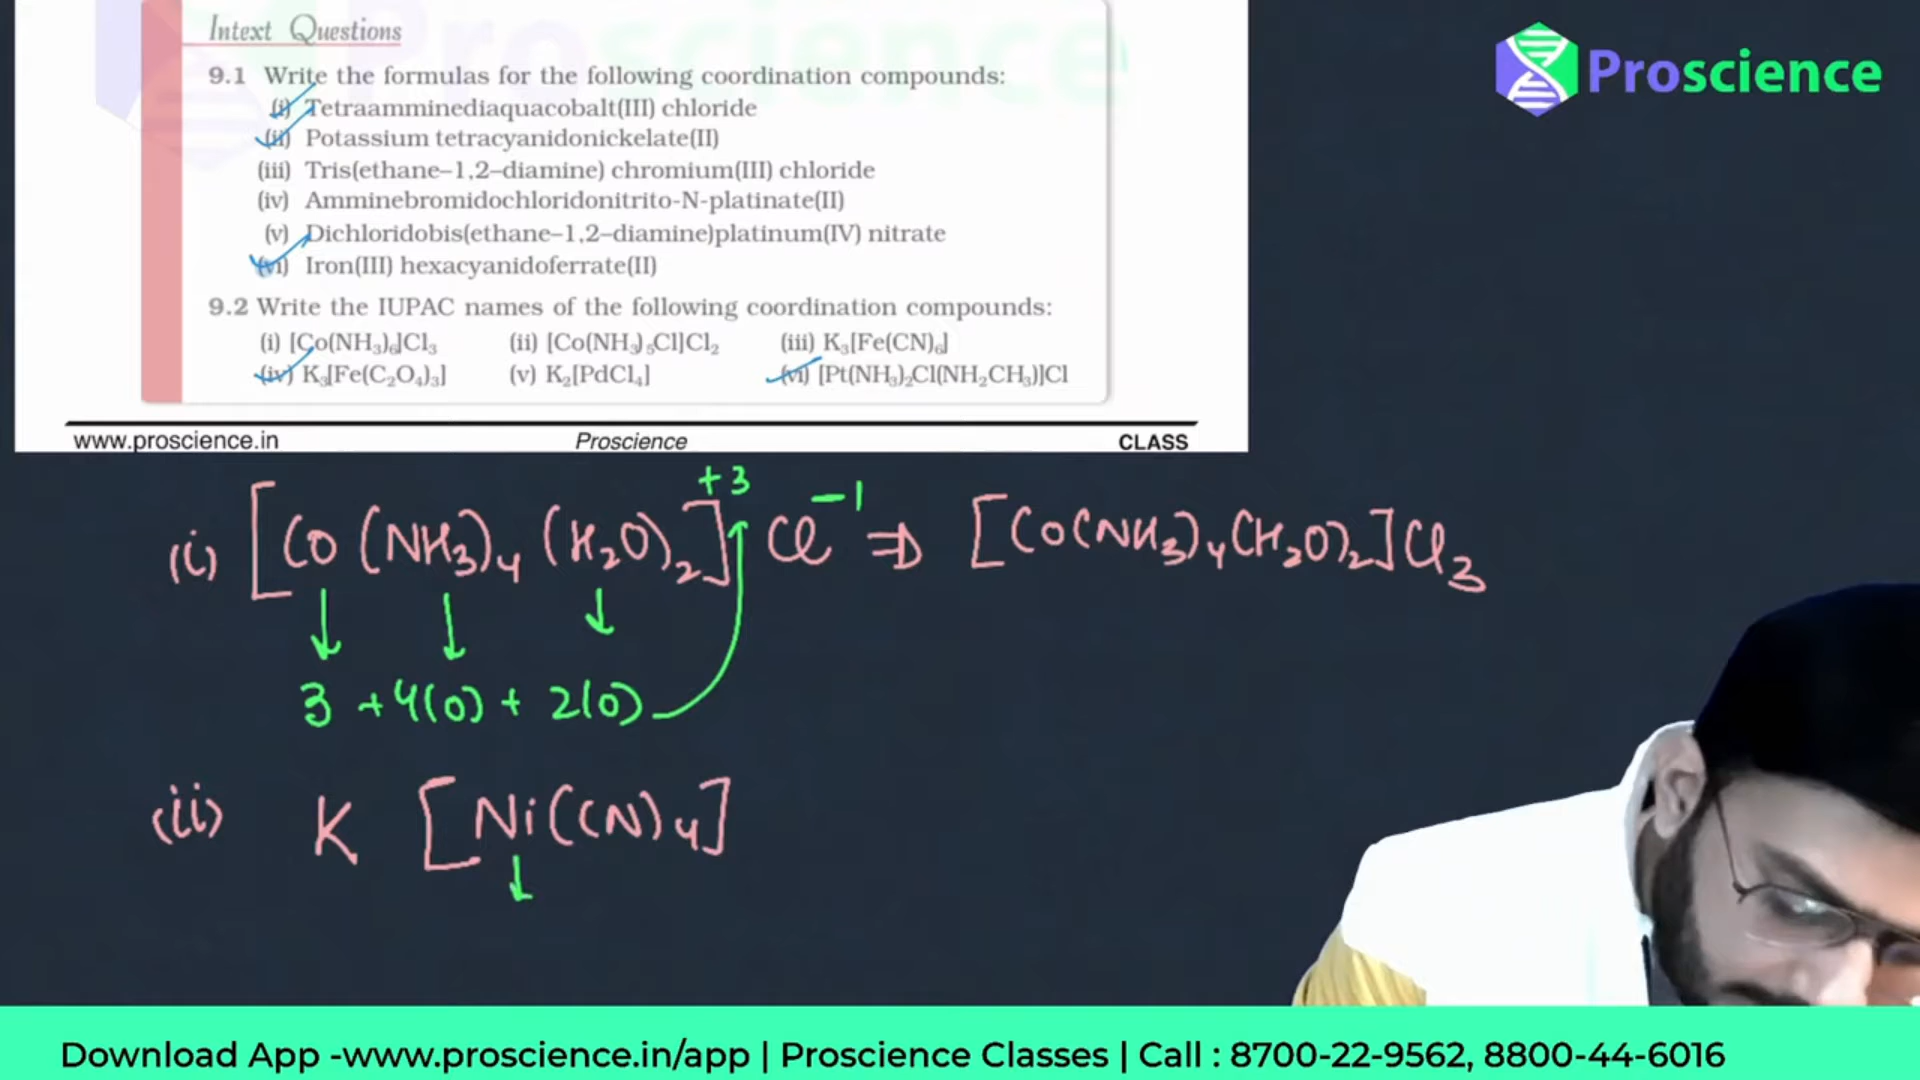 Intext Questions
Proscience
9.1 Write the formulas for the following coordination compounds:
(i) Tetraamminediaquacobalt(III) chloride
(ii) Potassium tetracyanidonickelate(II)
(iii) Tris(ethane–1,2–diamine) chromium(III) chloride
(iv) Amminebromidochloridonitrito-N-platinate(II)
(v) Dichloridobis(ethane–1,2–diamine)platinum(IV) nitrate
(vi) Iron(III) hexacyanidoferrate(II)
9.2 Write the IUPAC names of the following coordination compounds:
(i) [Co(NH₃)₆]Cl₃ (ii) [Co(NH₃)₅Cl]Cl₂ (iii) K₃[Fe(CN)₆]
(iv) K₃[Fe(C₂O₄)₃] (v) K₂[PdCl₄] (vi) [Pt(NH₃)₂Cl(NH₂CH₃)]Cl
www.proscience.in Proscience CLASS
Proscience
(i) [Co(NH₃)₄(H₂O)₂]⁺³ Cl⁻¹ ⇒ [Co(NH₃)₄(H₂O)₂]Cl₃
↓ ↓ ↓
3 + 4(0) + 2(0)
(ii) K [Ni(CN)₄]
↓
Download App -www.proscience.in/app | Proscience Classes | Call : 8700-22-9562, 8800-44-6016